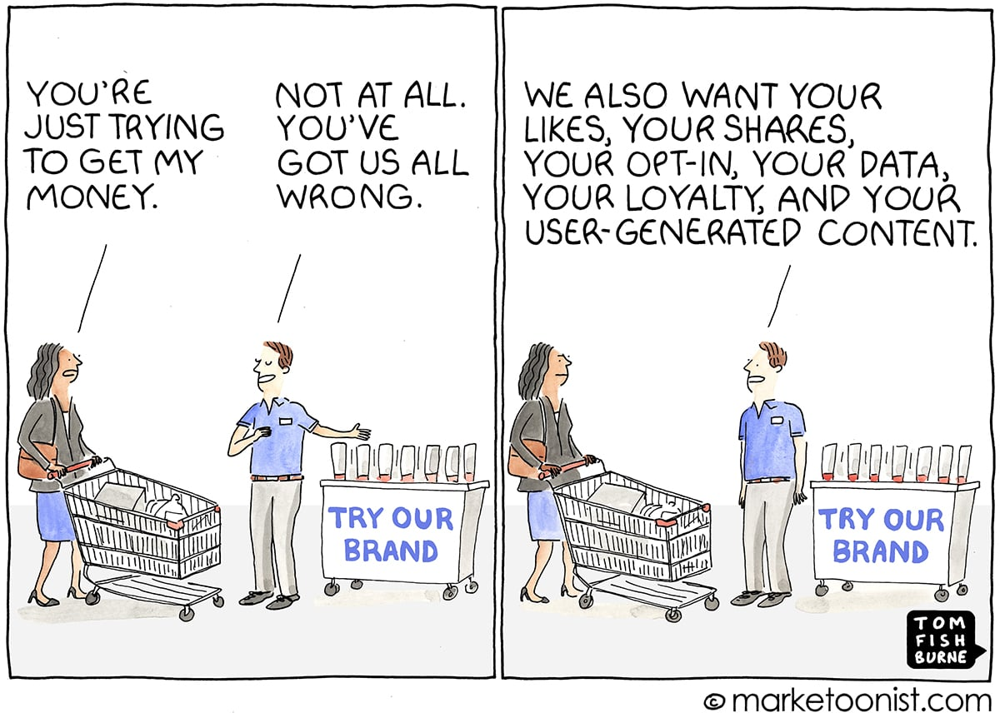 YOU'RE
JUST TRYING
TO GET MY
MONEY.
NOT AT ALL.
YOU'VE
GOT US ALL
WRONG.
TRY OUR
BRAND
WE ALSO WANT YOUR
LIKES, YOUR SHARES,
YOUR OPT-IN, YOUR DATA,
YOUR LOYALTY, AND YOUR
USER-GENERATED CONTENT.
TRY OUR
BRAND
TOM
FISH
BURNE
© marketoonist.com